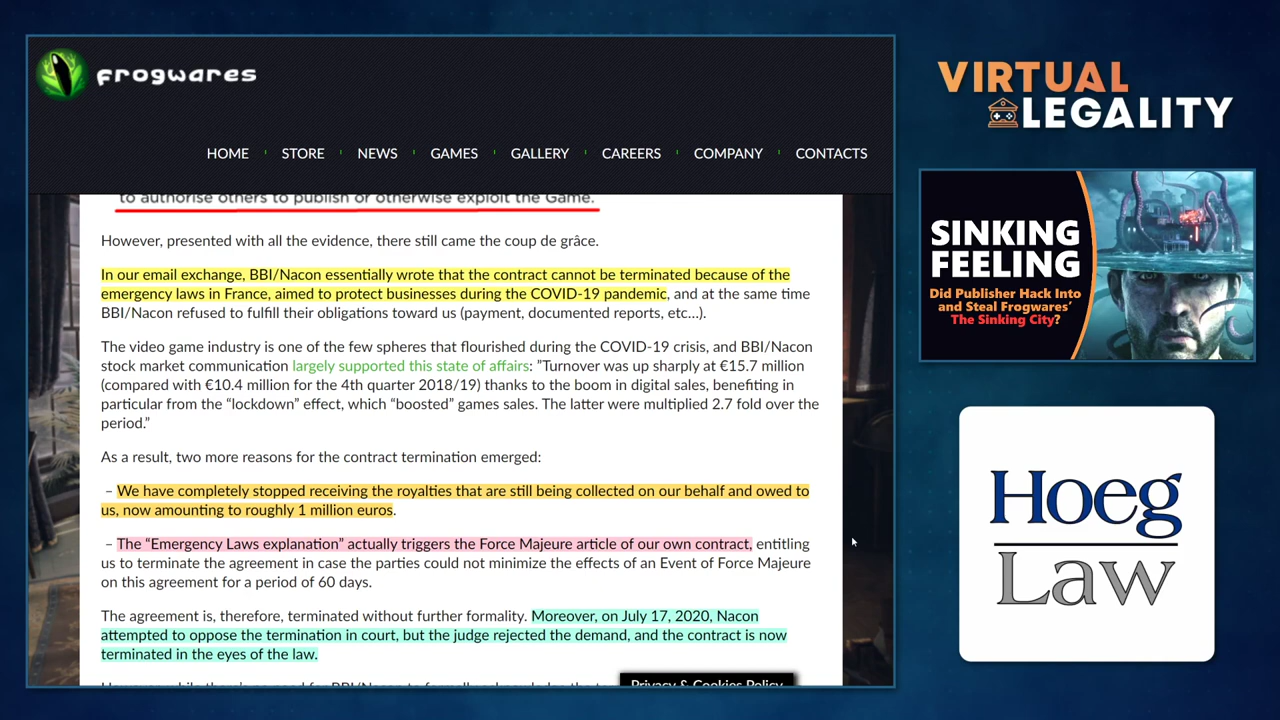 frogwares
HOME
STORE
NEWS
GAMES
GALLERY
CAREERS
COMPANY
CONTACTS
to authorise others to publish or otherwise exploit the Game.
However, presented with all the evidence, there still came the coup de grâce.
In our email exchange, BBI/Nacon essentially wrote that the contract cannot be terminated because of the
emergency laws in France, aimed to protect businesses during the COVID-19 pandemic, and at the same time
BBI/Nacon refused to fulfill their obligations toward us (payment, documented reports, etc...).
The video game industry is one of the few spheres that flourished during the COVID-19 crisis, and BBI/Nacon
stock market communication largely supported this state of affairs: ”Turnover was up sharply at €15.7 million
(compared with €10.4 million for the 4th quarter 2018/19) thanks to the boom in digital sales, benefiting in
particular from the “lockdown” effect, which “boosted” games sales. The latter were multiplied 2.7 fold over the
period.”
As a result, two more reasons for the contract termination emerged:
– We have completely stopped receiving the royalties that are still being collected on our behalf and owed to
us, now amounting to roughly 1 million euros.
– The “Emergency Laws explanation” actually triggers the Force Majeure article of our own contract, entitling
us to terminate the agreement in case the parties could not minimize the effects of an Event of Force Majeure
on this agreement for a period of 60 days.
The agreement is, therefore, terminated without further formality. Moreover, on July 17, 2020, Nacon
attempted to oppose the termination in court, but the judge rejected the demand, and the contract is now
terminated in the eyes of the law.
Privacy & Cookies Policy
VIRTUAL
LEGALITY
SINKING
FEELING
Did Publisher Hack Into
and Steal Frogwares’
The Sinking City?
Hoeg
Law